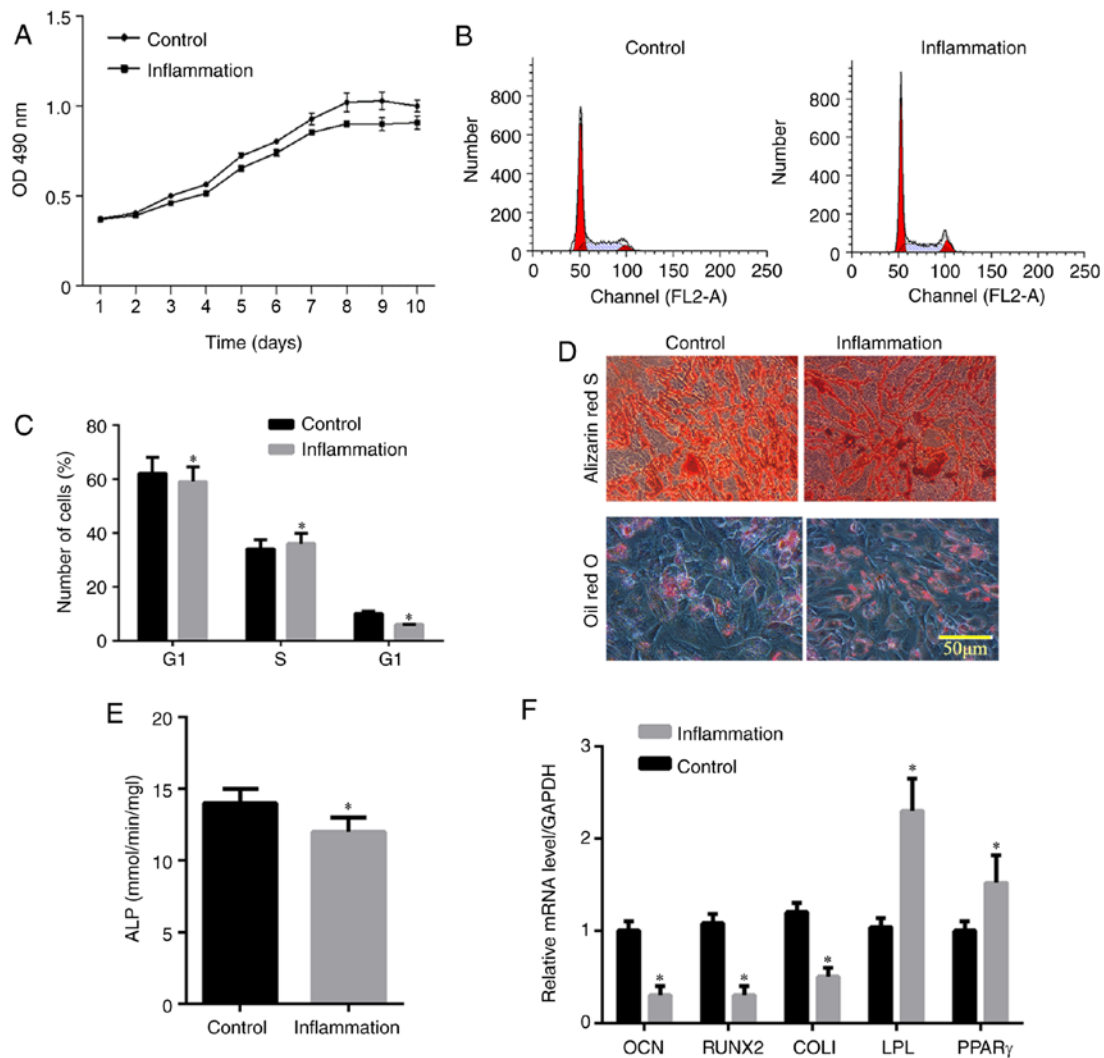 A
1.5
1.0
0.5
0
OD 490 nm
Control
Inflammation
1 2 3 4 5 6 7 8 9 10
Time (days)
B
Control
Number
800
600
400
200
0
0 50 100 150 200 250
Channel (FL2-A)
Inflammation
Number
800
600
400
200
0
0 50 100 150 200 250
Channel (FL2-A)
C
Control
Inflammation
Number of cells (%)
80
60
40
20
0
* * *
G1 S G1
D
Control Inflammation
Alizarin red S
Oil red O
50µm
E
ALP (mmol/min/mgl)
20
15
10
5
0
*
Control Inflammation
F
Inflammation
Control
Relative mRNA level/GAPDH
3
2
1
0
* * * * *
OCN RUNX2 COLI LPL PPARγ